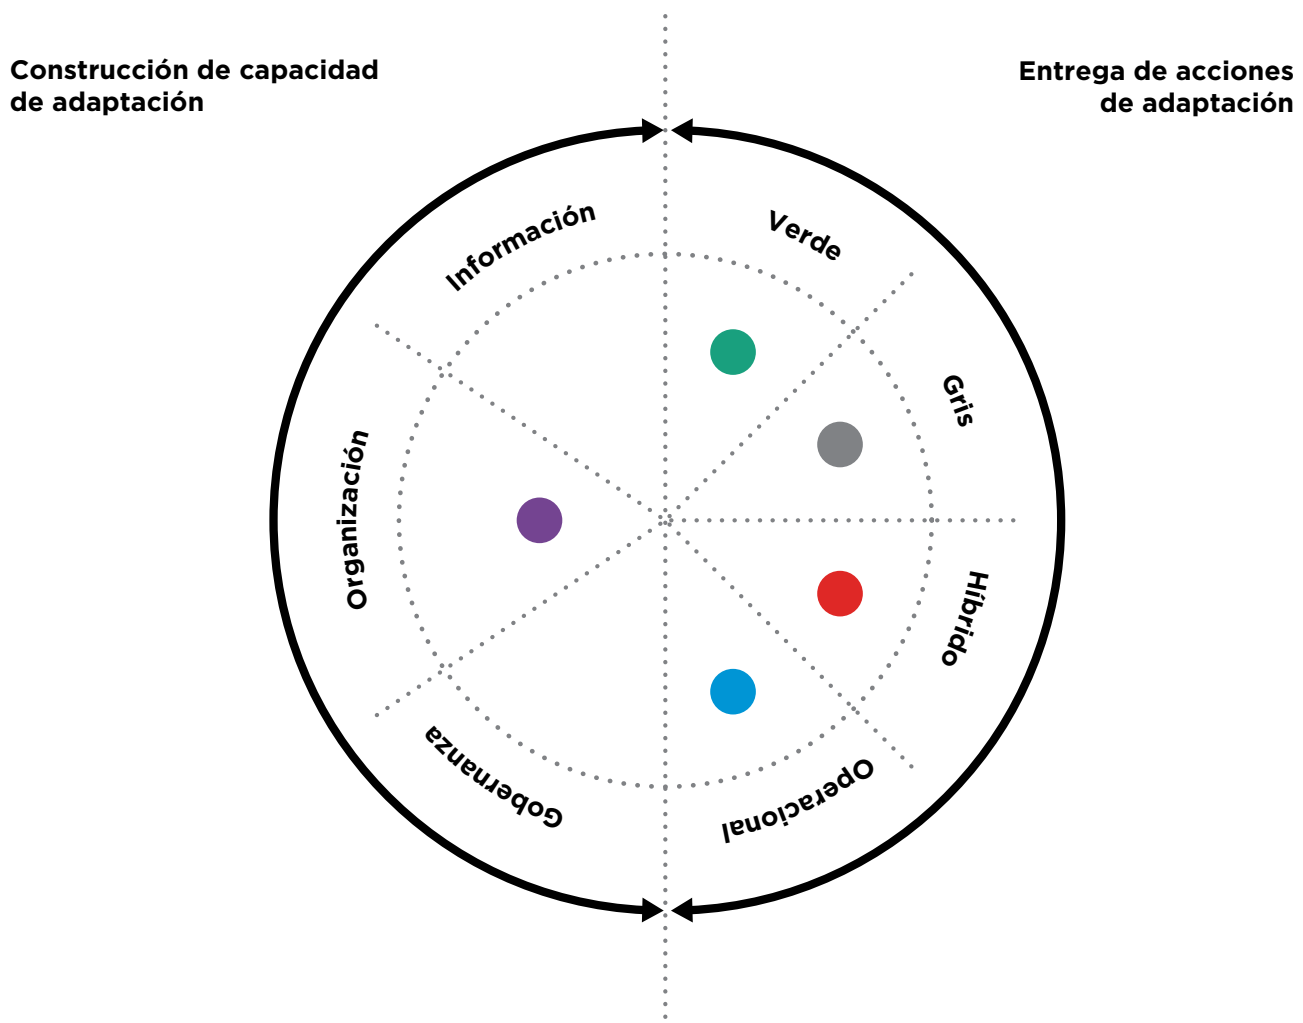 Construcción de capacidad
de adaptación
Entrega de acciones
de adaptación
Información
Verde
Gris
Organización
Híbrido
Gobernanza
Operacional